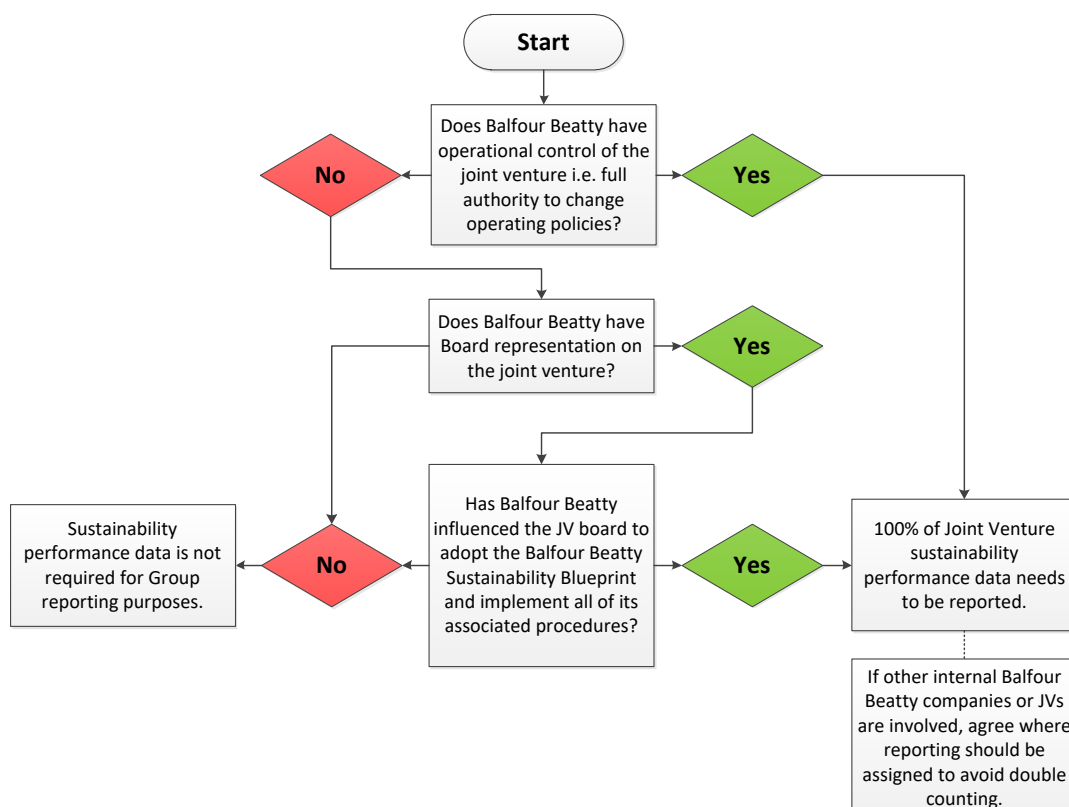 Start
Does Balfour Beatty have
operational control of the
joint venture i.e. full
authority to change
operating policies?
No
Yes
Does Balfour Beatty have
Board representation on
the joint venture?
Yes
Has Balfour Beatty
influenced the JV board to
adopt the Balfour Beatty
Sustainability Blueprint
and implement all of its
associated procedures?
No
Yes
Sustainability
performance data is not
required for Group
reporting purposes.
100% of Joint Venture
sustainability
performance data needs
to be reported.
If other internal Balfour
Beatty companies or JVs
are involved, agree where
reporting should be
assigned to avoid double
counting.